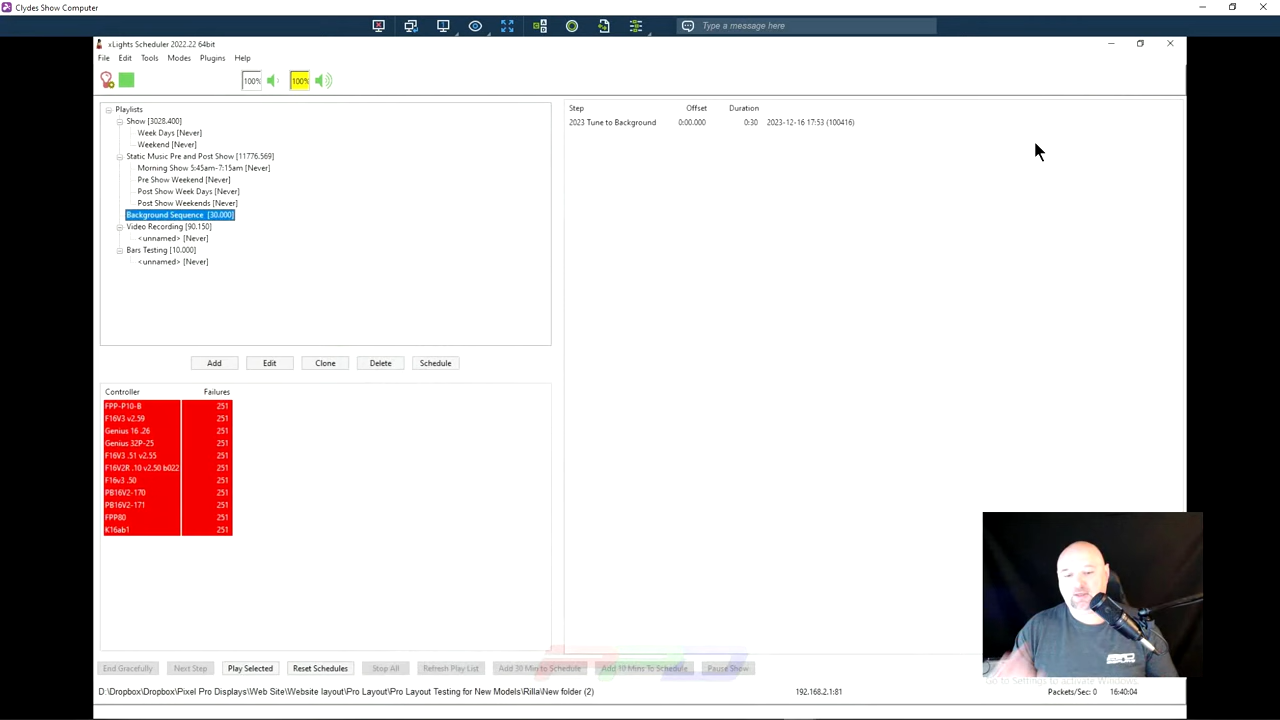 Clydes Show Computer
Type a message here
xLights Scheduler 2022.22 64bit
File Edit Tools Modes Plugins Help
100% 100%
Playlists
Show [3028.400]
Week Days [Never]
Weekend [Never]
Static Music Pre and Post Show [11776.569]
Morning Show 5:45am-7:15am [Never]
Pre Show Weekend [Never]
Post Show Week Days [Never]
Post Show Weekends [Never]
Background Sequence [30.000]
Video Recording [90.150]
<unnamed> [Never]
Bars Testing [10.000]
<unnamed> [Never]
Step Offset Duration
2023 Tune to Background 0:00.000 0:30 2023-12-16 17:53 (100416)
Add Edit Clone Delete Schedule
Controller Failures
FPP-P10-B 251
F16V3 v2.59 251
Genius 16 .26 251
Genius 32P-25 251
F16V3 .51 v2.55 251
F16V2R .10 v2.50 b022 251
F16v3 .50 251
PB16V2-170 251
PB16V2-171 251
FPP80 251
K16ab1 251
End Gracefully Next Step Play Selected Reset Schedules Stop All Refresh Play List Add 30 Min to Schedule Add 10 Mins To Schedule Pause Show
Go to Settings to activate Windows.
D:\Dropbox\Dropbox\Pixel Pro Displays\Web Site\Website layout\Pro Layout\Pro Layout Testing for New Models\Rilla\New folder (2) 192.168.2.1:81 Packets/Sec: 0 16:40:04